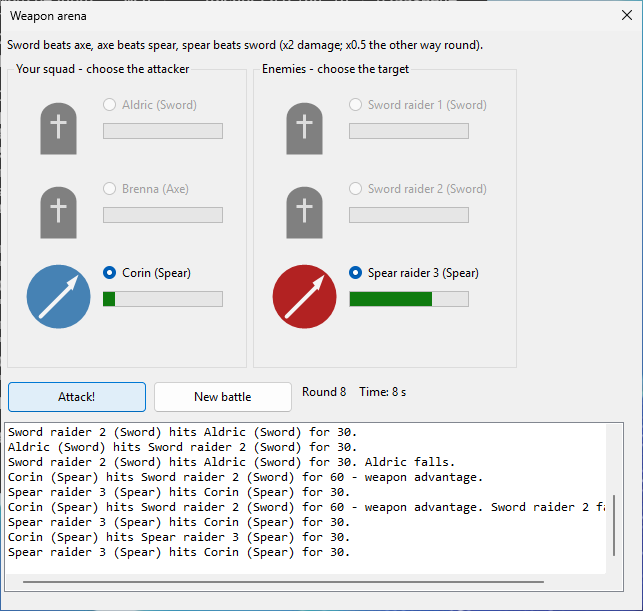 Weapon arena
Sword beats axe, axe beats spear, spear beats sword (x2 damage; x0.5 the other way round).
Your squad - choose the attacker
Aldric (Sword)
Brenna (Axe)
Corin (Spear)
Enemies - choose the target
Sword raider 1 (Sword)
Sword raider 2 (Sword)
Spear raider 3 (Spear)
Attack!
New battle
Round 8
Time: 8 s
Sword raider 2 (Sword) hits Aldric (Sword) for 30.
Aldric (Sword) hits Sword raider 2 (Sword) for 30.
Sword raider 2 (Sword) hits Aldric (Sword) for 30. Aldric falls.
Corin (Spear) hits Sword raider 2 (Sword) for 60 - weapon advantage.
Spear raider 3 (Spear) hits Corin (Spear) for 30.
Corin (Spear) hits Sword raider 2 (Sword) for 60 - weapon advantage. Sword raider 2 fa
Spear raider 3 (Spear) hits Corin (Spear) for 30.
Corin (Spear) hits Spear raider 3 (Spear) for 30.
Spear raider 3 (Spear) hits Corin (Spear) for 30.